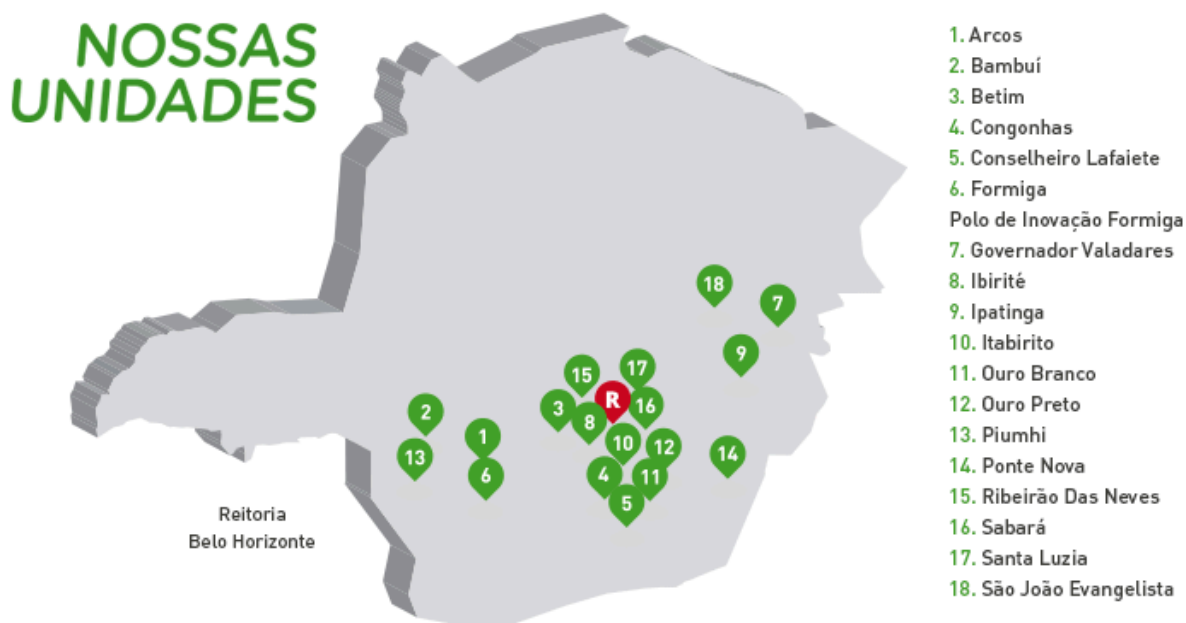 NOSSAS
UNIDADES
1. Arcos
2. Bambuí
3. Betim
4. Congonhas
5. Conselheiro Lafaiete
6. Formiga
Polo de Inovação Formiga
7. Governador Valadares
8. Ibirité
9. Ipatinga
10. Itabirito
11. Ouro Branco
12. Ouro Preto
13. Piumhi
14. Ponte Nova
15. Ribeirão Das Neves
16. Sabará
17. Santa Luzia
18. São João Evangelista
18
7
9
17
15
R
16
3
2
8
1
10
12
14
13
6
4
11
5
Reitoria
Belo Horizonte